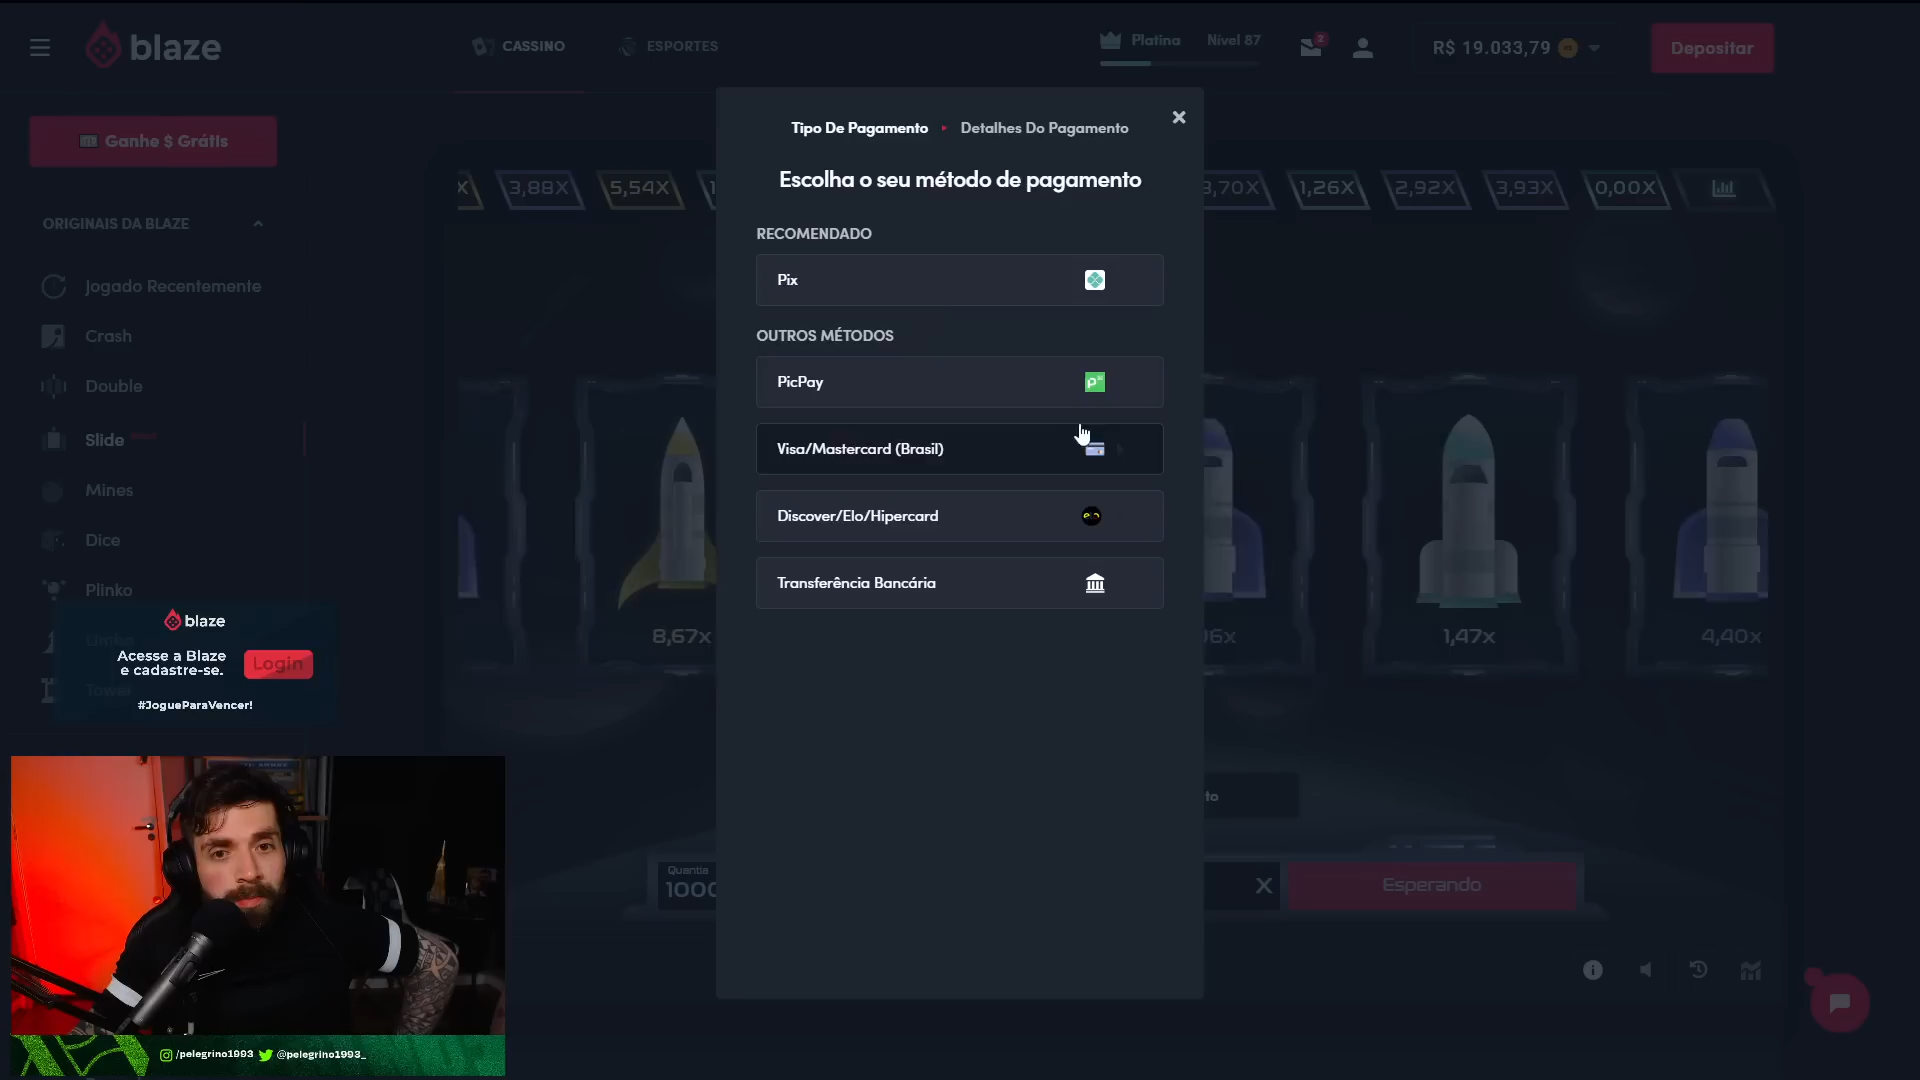 blaze
CASSINO
ESPORTES
Platina
Nível 87
2
R$ 19.033,79
Depositar
Ganhe $ Grátis
ORIGINAIS DA BLAZE
Jogado Recentemente
Crash
Double
Slide
Mines
Dice
Plinko
Tower
blaze
Acesse a Blaze
e cadastre-se.
Login
#JogueParaVencer!
X
3,88X
5,54X
3,70X
1,26X
2,92X
3,93X
0,00X
Tipo De Pagamento
Detalhes Do Pagamento
Escolha o seu método de pagamento
RECOMENDADO
Pix
OUTROS MÉTODOS
PicPay
Visa/Mastercard (Brasil)
Discover/Elo/Hipercard
Transferência Bancária
8,67x
1,47x
4,40x
Quantia
1000
X
Esperando
/pelegrino1993
@pelegrino1993_